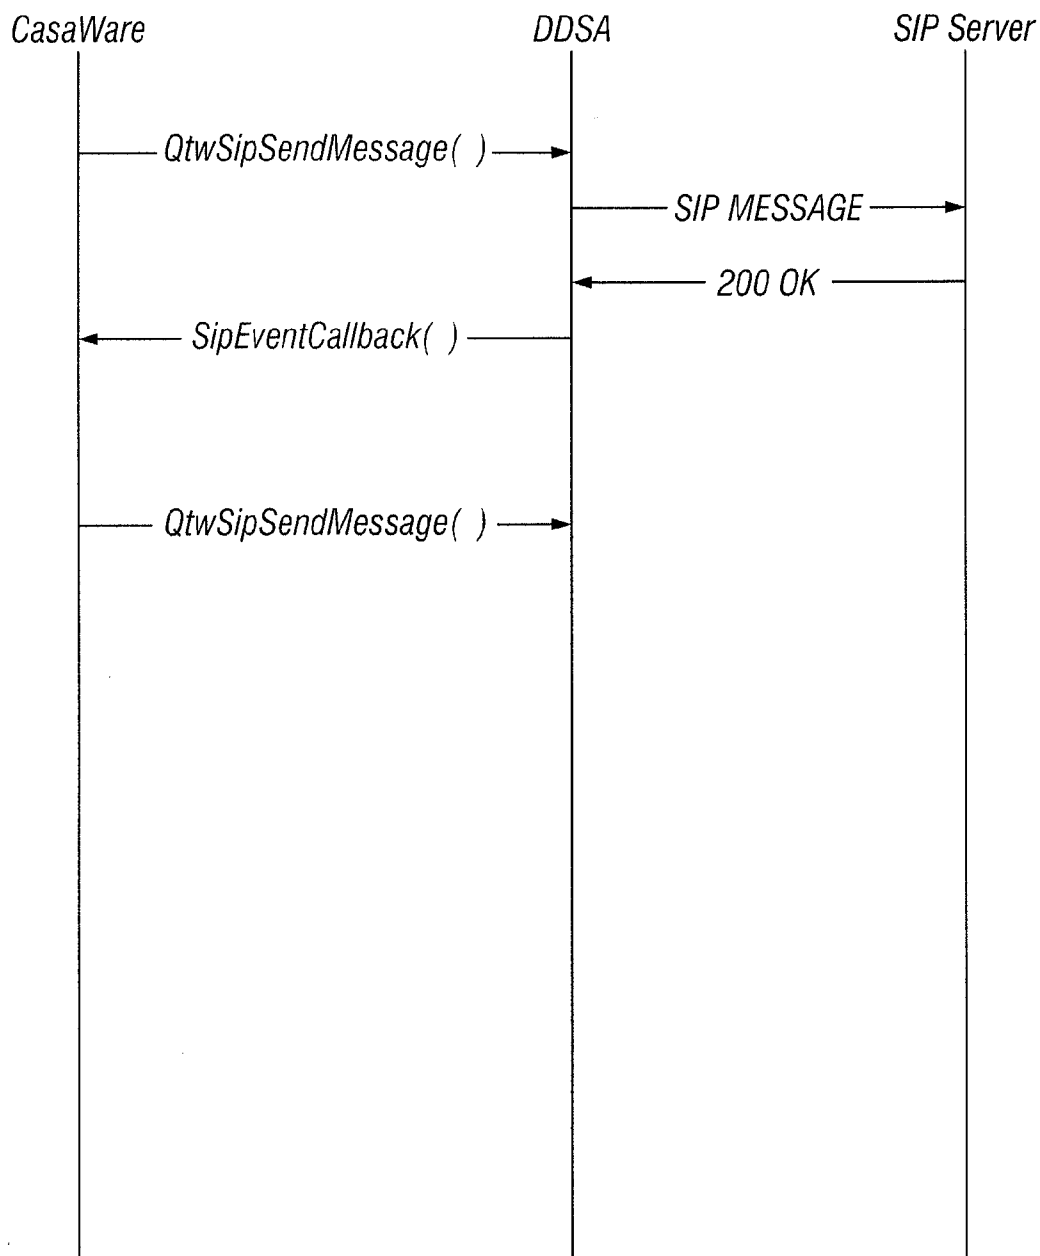 CasaWare DDSA SIP Server
QtwSipSendMessage( )
SIP MESSAGE
200 OK
SipEventCallback( )
QtwSipSendMessage( )